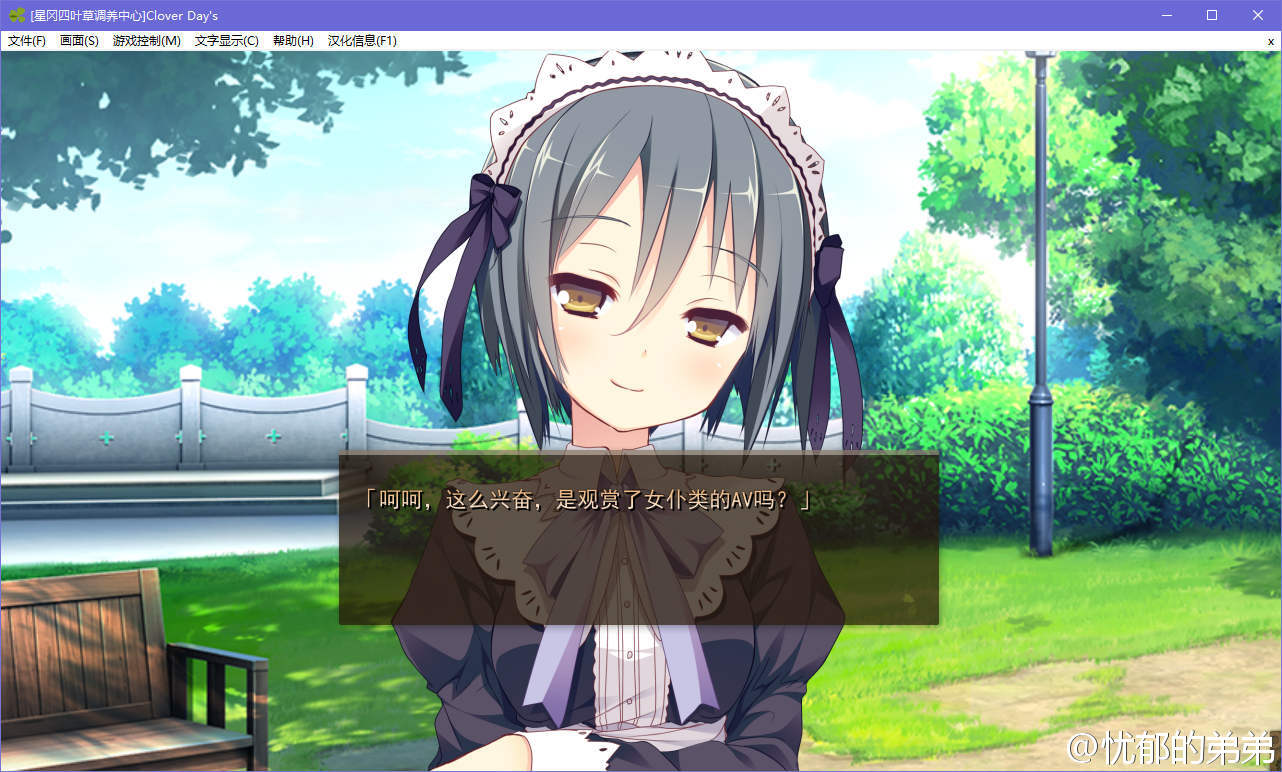 [星冈四叶草调养中心]Clover Day's
文件(F) 画面(S) 游戏控制(M) 文字显示(C) 帮助(H) 汉化信息(F1) x
「呵呵，这么兴奋，是观赏了女仆类的AV吗？」
@忧郁的弟弟